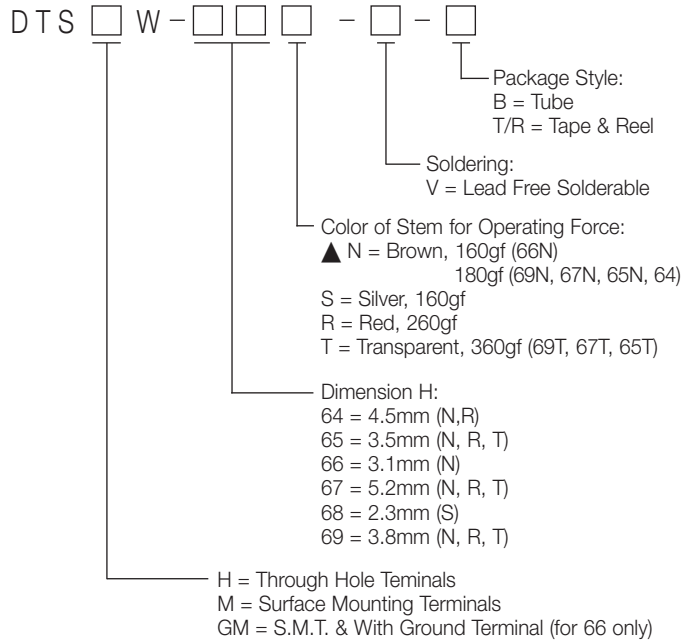 DTS□W-□□□-□-□
Package Style:
B = Tube
T/R = Tape & Reel
Soldering:
V = Lead Free Solderable
Color of Stem for Operating Force:
▲ N = Brown, 160gf (66N)
180gf (69N, 67N, 65N, 64)
S = Silver, 160gf
R = Red, 260gf
T = Transparent, 360gf (69T, 67T, 65T)
Dimension H:
64 = 4.5mm (N,R)
65 = 3.5mm (N, R, T)
66 = 3.1mm (N)
67 = 5.2mm (N, R, T)
68 = 2.3mm (S)
69 = 3.8mm (N, R, T)
H = Through Hole Teminals
M = Surface Mounting Terminals
GM = S.M.T. & With Ground Terminal (for 66 only)